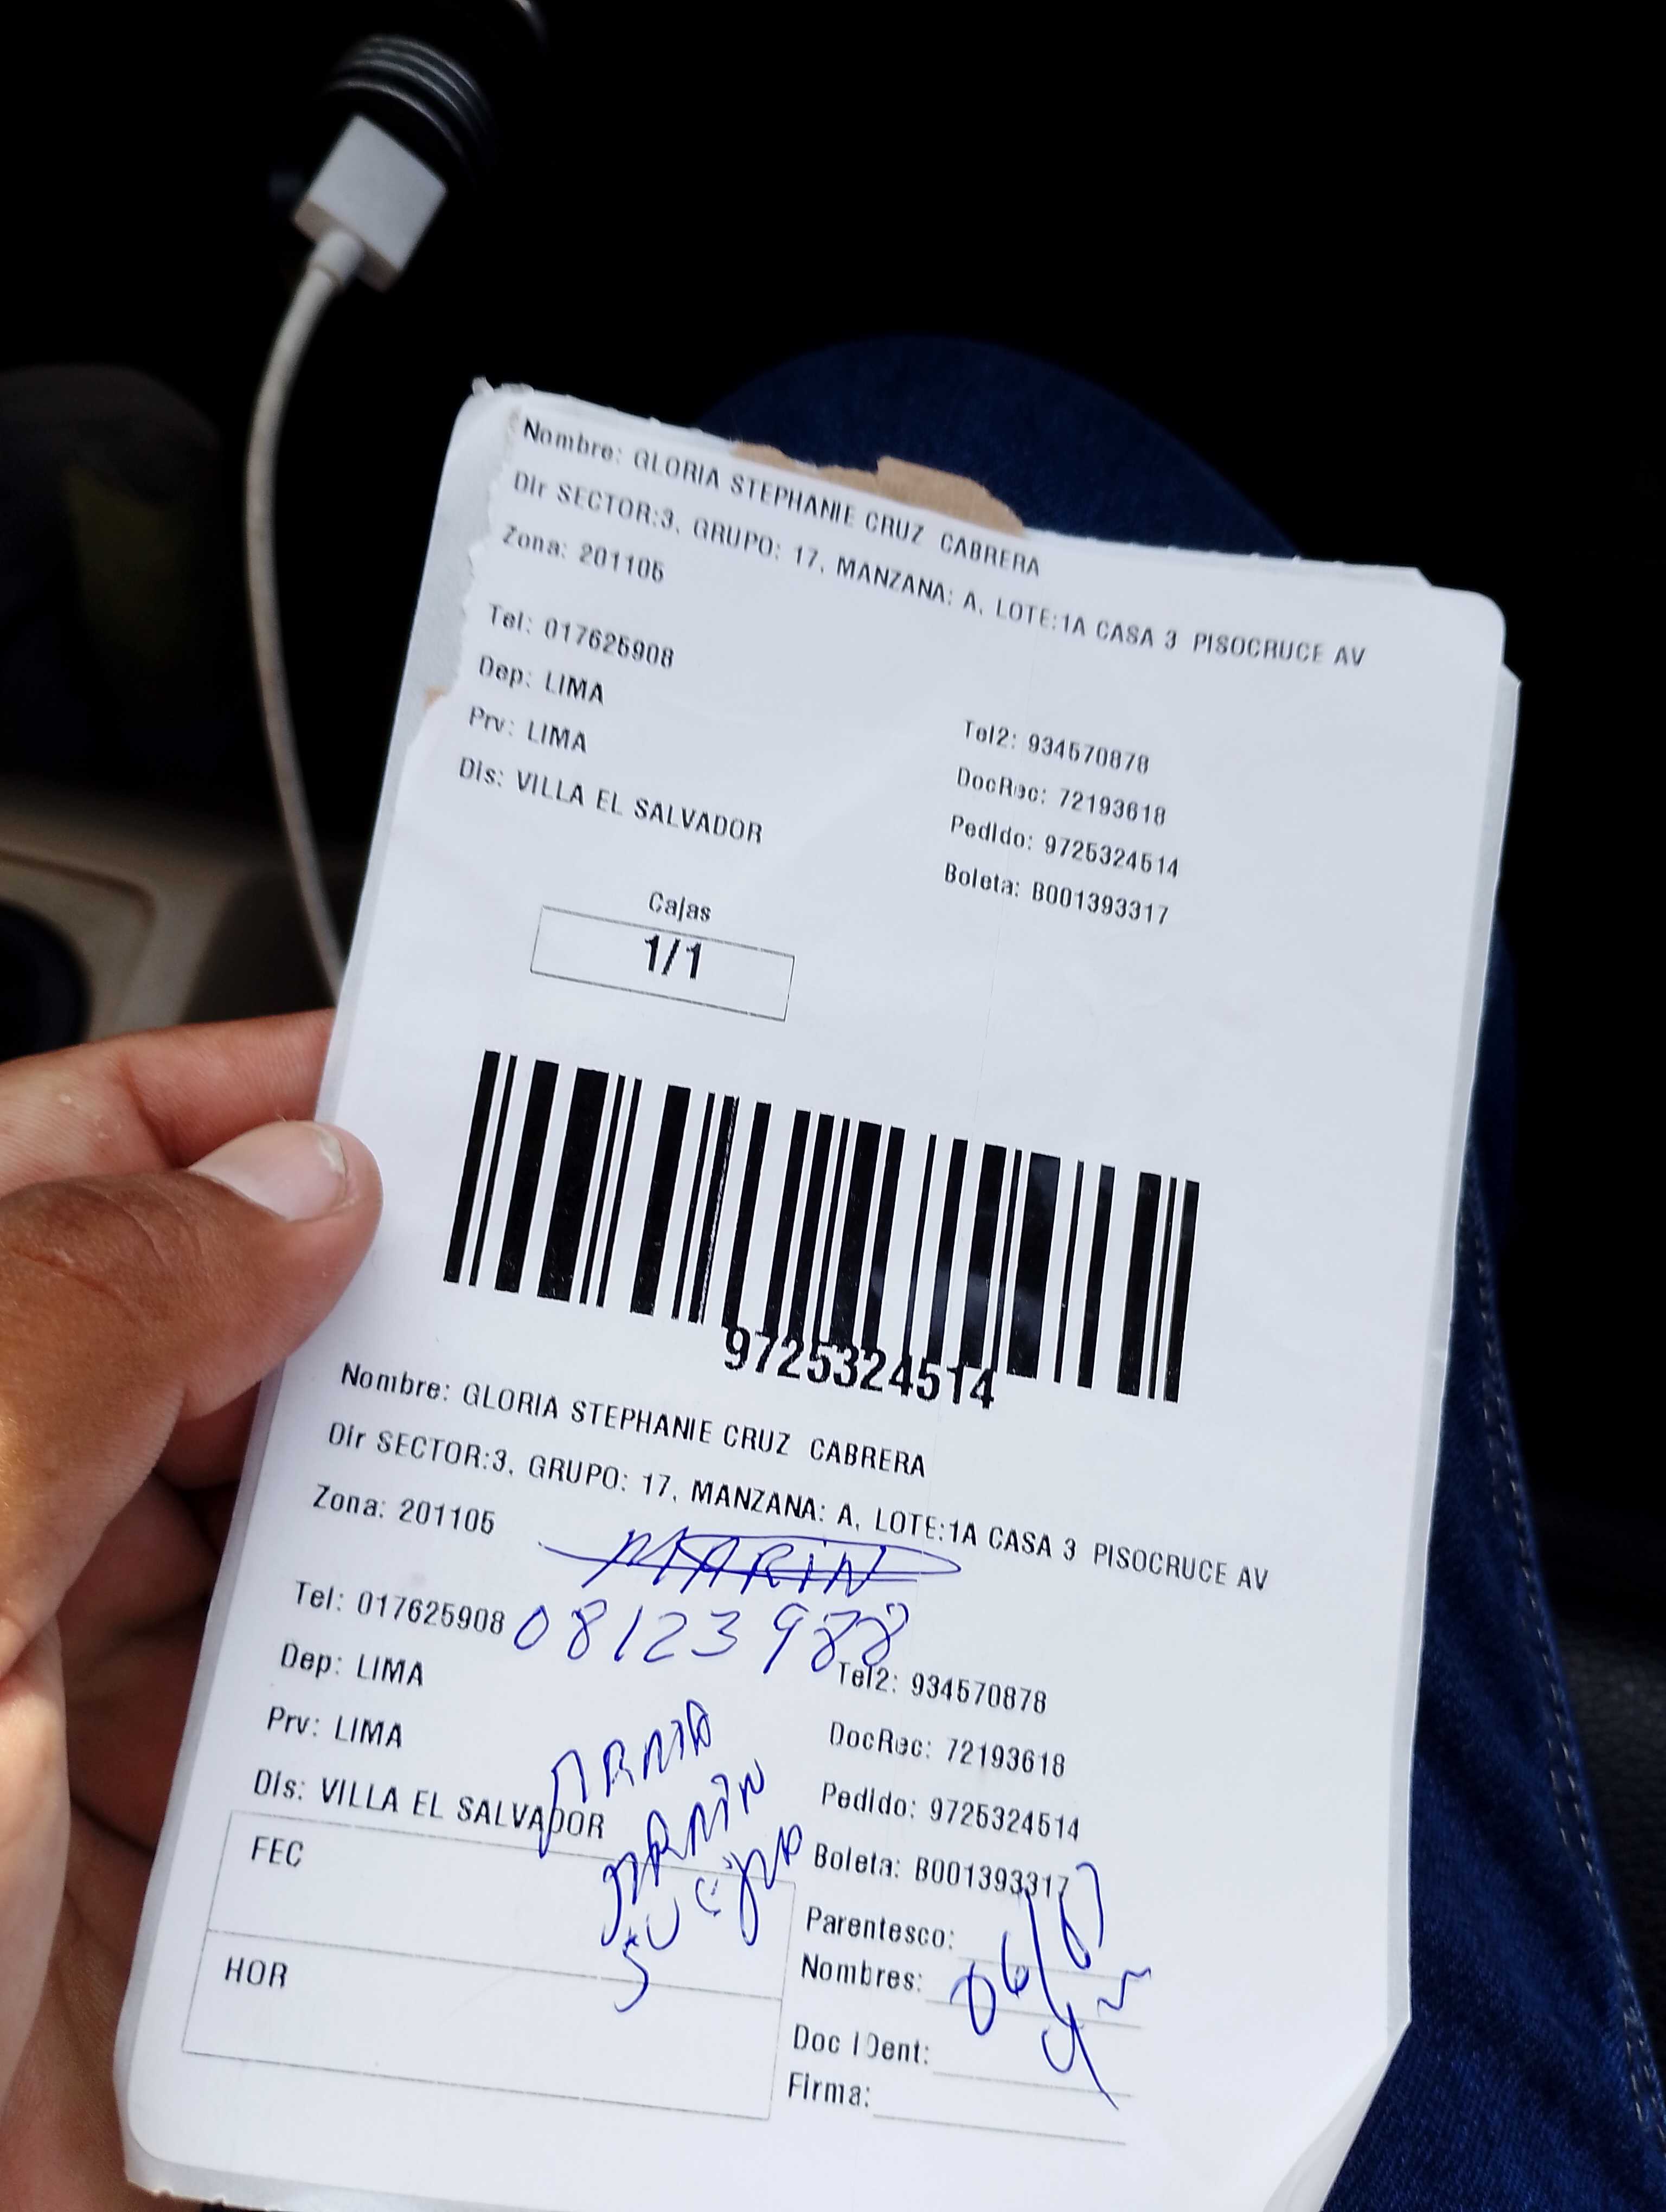 Nombre: GLORIA STEPHANIE CRUZ CABRERA
Dir SECTOR:3, GRUPO: 17, MANZANA: A, LOTE:1A CASA 3 PISOCRUCE AV
Zona: 201105
Tel: 017625908
Dep: LIMA
Prv: LIMA
Dis: VILLA EL SALVADOR
Tel2: 934570878
DocRec: 72193618
Pedido: 9725324514
Boleta: B001393317
Cajas
1/1
9725324514
Nombre: GLORIA STEPHANIE CRUZ CABRERA
Dir SECTOR:3, GRUPO: 17, MANZANA: A, LOTE:1A CASA 3 PISOCRUCE AV
Zona: 201105
MARIN
Tel: 017625908 08123988
Dep: LIMA
Prv: LIMA
Dis: VILLA EL SALVADOR
Tel2: 934570878
DocRec: 72193618
Pedido: 9725324514
Boleta: B001393317
FEC
HOR
Parentesco:
Nombres:
Doc IDent:
Firma: